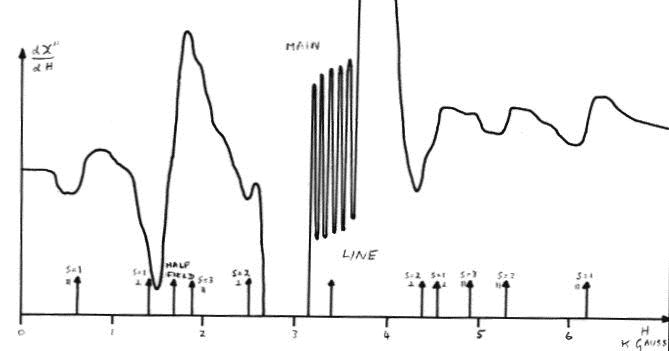 dX"
dH
MAIN
LINE
S=1
||
S=1
⊥
HALF
FIELD
S=3
||
S=2
⊥
S=2
⊥
S=1
⊥
S=3
||
S=2
||
S=1
||
0 1 2 3 4 5 6 H
K GAUSS